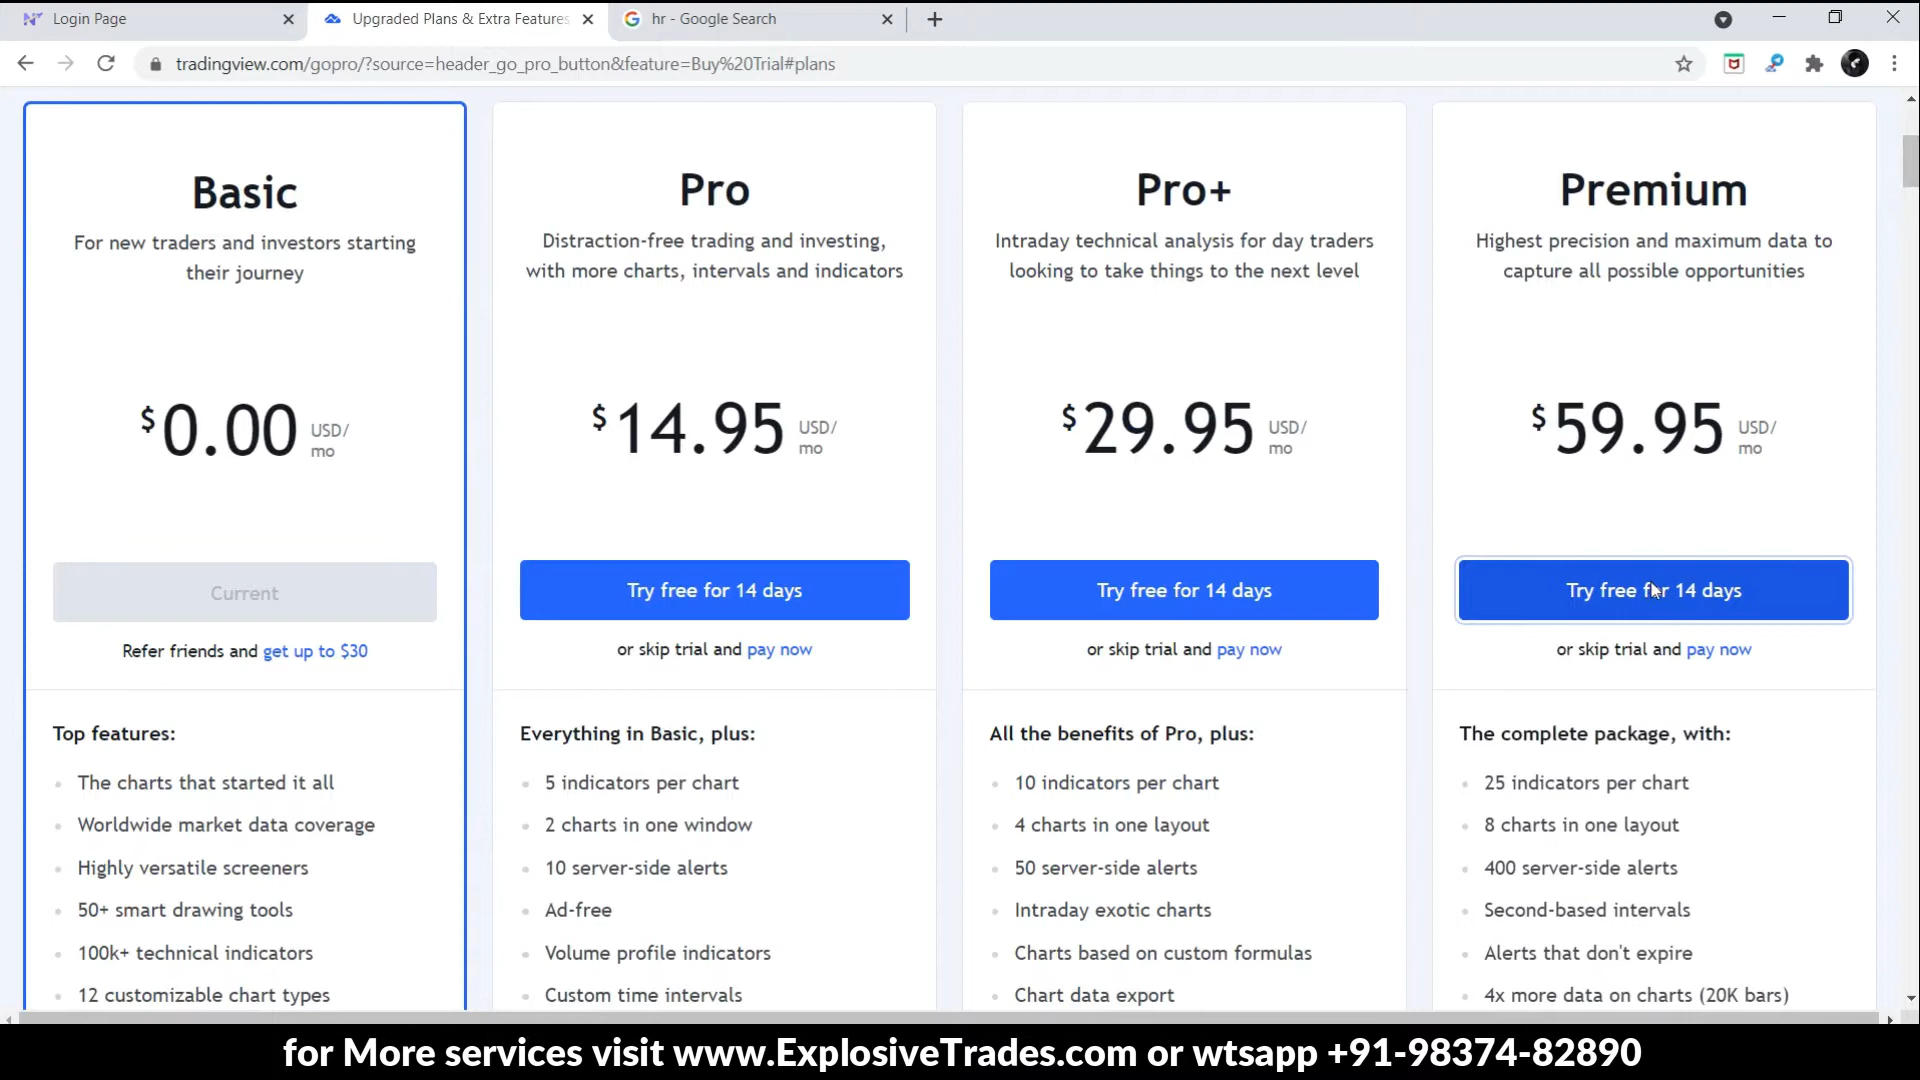 Login Page
Upgraded Plans & Extra Features
hr - Google Search
tradingview.com/gopro/?source=header_go_pro_button&feature=Buy%20Trial#plans
Basic
For new traders and investors starting
their journey
$0.00 USD/
mo
Current
Refer friends and get up to $30
Top features:
The charts that started it all
Worldwide market data coverage
Highly versatile screeners
50+ smart drawing tools
100k+ technical indicators
12 customizable chart types
Pro
Distraction-free trading and investing,
with more charts, intervals and indicators
$14.95 USD/
mo
Try free for 14 days
or skip trial and pay now
Everything in Basic, plus:
5 indicators per chart
2 charts in one window
10 server-side alerts
Ad-free
Volume profile indicators
Custom time intervals
Pro+
Intraday technical analysis for day traders
looking to take things to the next level
$29.95 USD/
mo
Try free for 14 days
or skip trial and pay now
All the benefits of Pro, plus:
10 indicators per chart
4 charts in one layout
50 server-side alerts
Intraday exotic charts
Charts based on custom formulas
Chart data export
Premium
Highest precision and maximum data to
capture all possible opportunities
$59.95 USD/
mo
Try free for 14 days
or skip trial and pay now
The complete package, with:
25 indicators per chart
8 charts in one layout
400 server-side alerts
Second-based intervals
Alerts that don't expire
4x more data on charts (20K bars)
for More services visit www.ExplosiveTrades.com or wtsapp +91-98374-82890